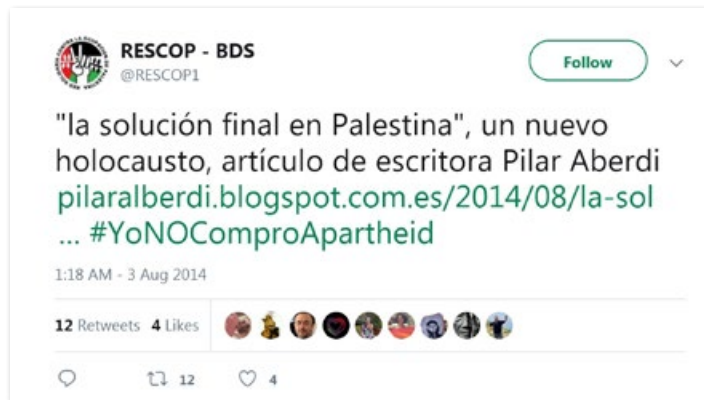 RESCOP - BDS
@RESCOP1
Follow
"la solución final en Palestina", un nuevo
holocausto, artículo de escritora Pilar Aberdi
pilaralberdi.blogspot.com.es/2014/08/la-sol
... #YoNOComproApartheid
1:18 AM - 3 Aug 2014
12 Retweets 4 Likes
12 4